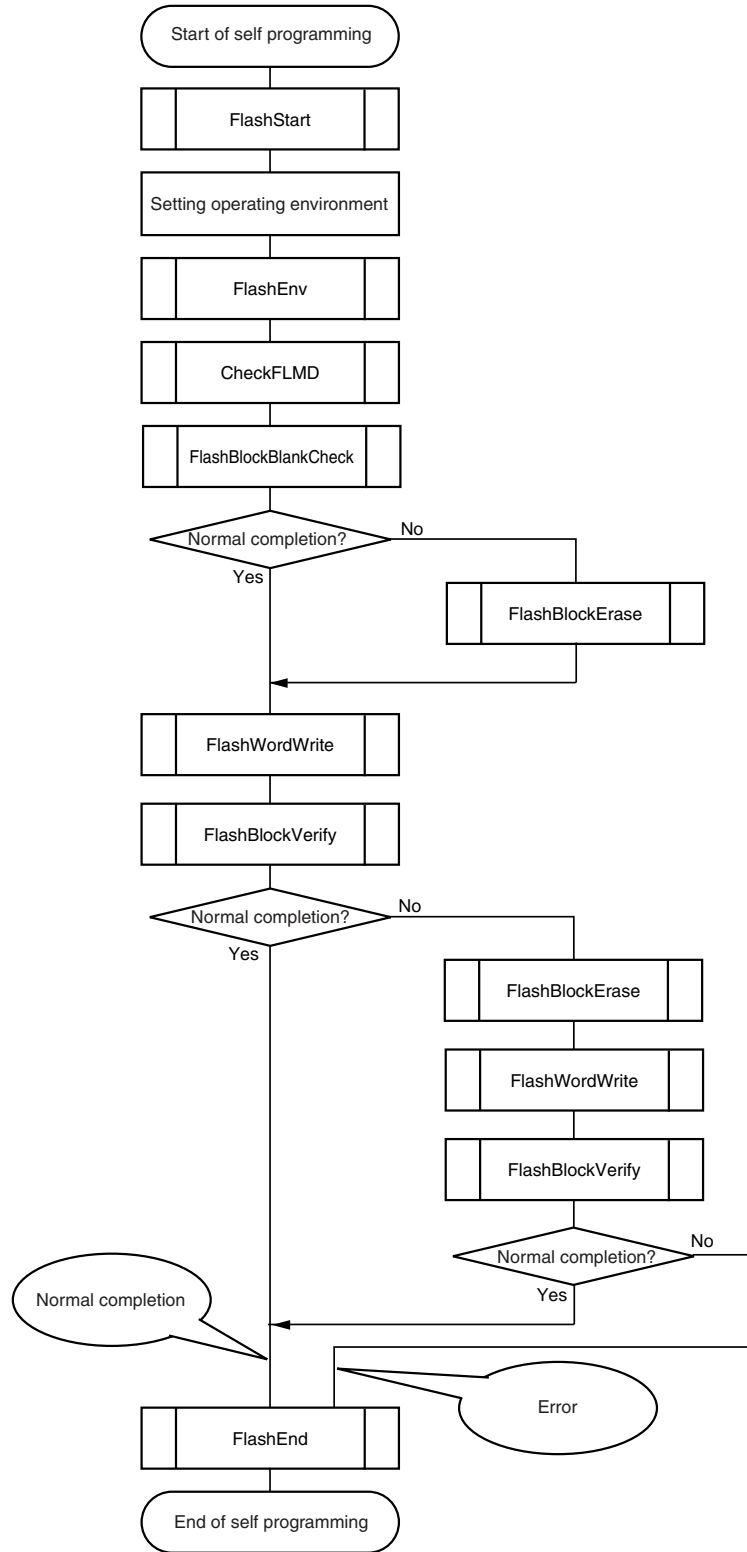 Start of self programming
FlashStart
Setting operating environment
FlashEnv
CheckFLMD
FlashBlockBlankCheck
Normal completion?
No
Yes
FlashBlockErase
FlashWordWrite
FlashBlockVerify
Normal completion?
No
Yes
FlashBlockErase
FlashWordWrite
FlashBlockVerify
Normal completion?
No
Yes
Normal completion
Error
FlashEnd
End of self programming